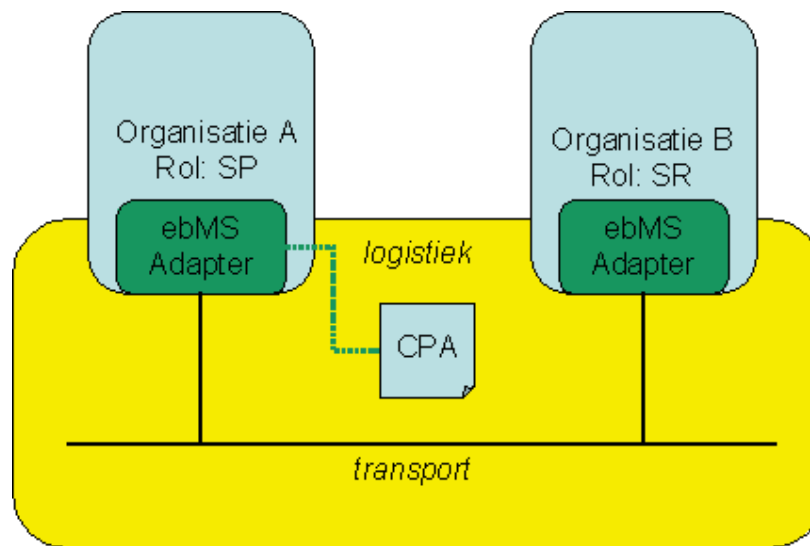 Organisatie A
Rol: SP
ebMS
Adapter
Organisatie B
Rol: SR
ebMS
Adapter
logistiek
CPA
transport